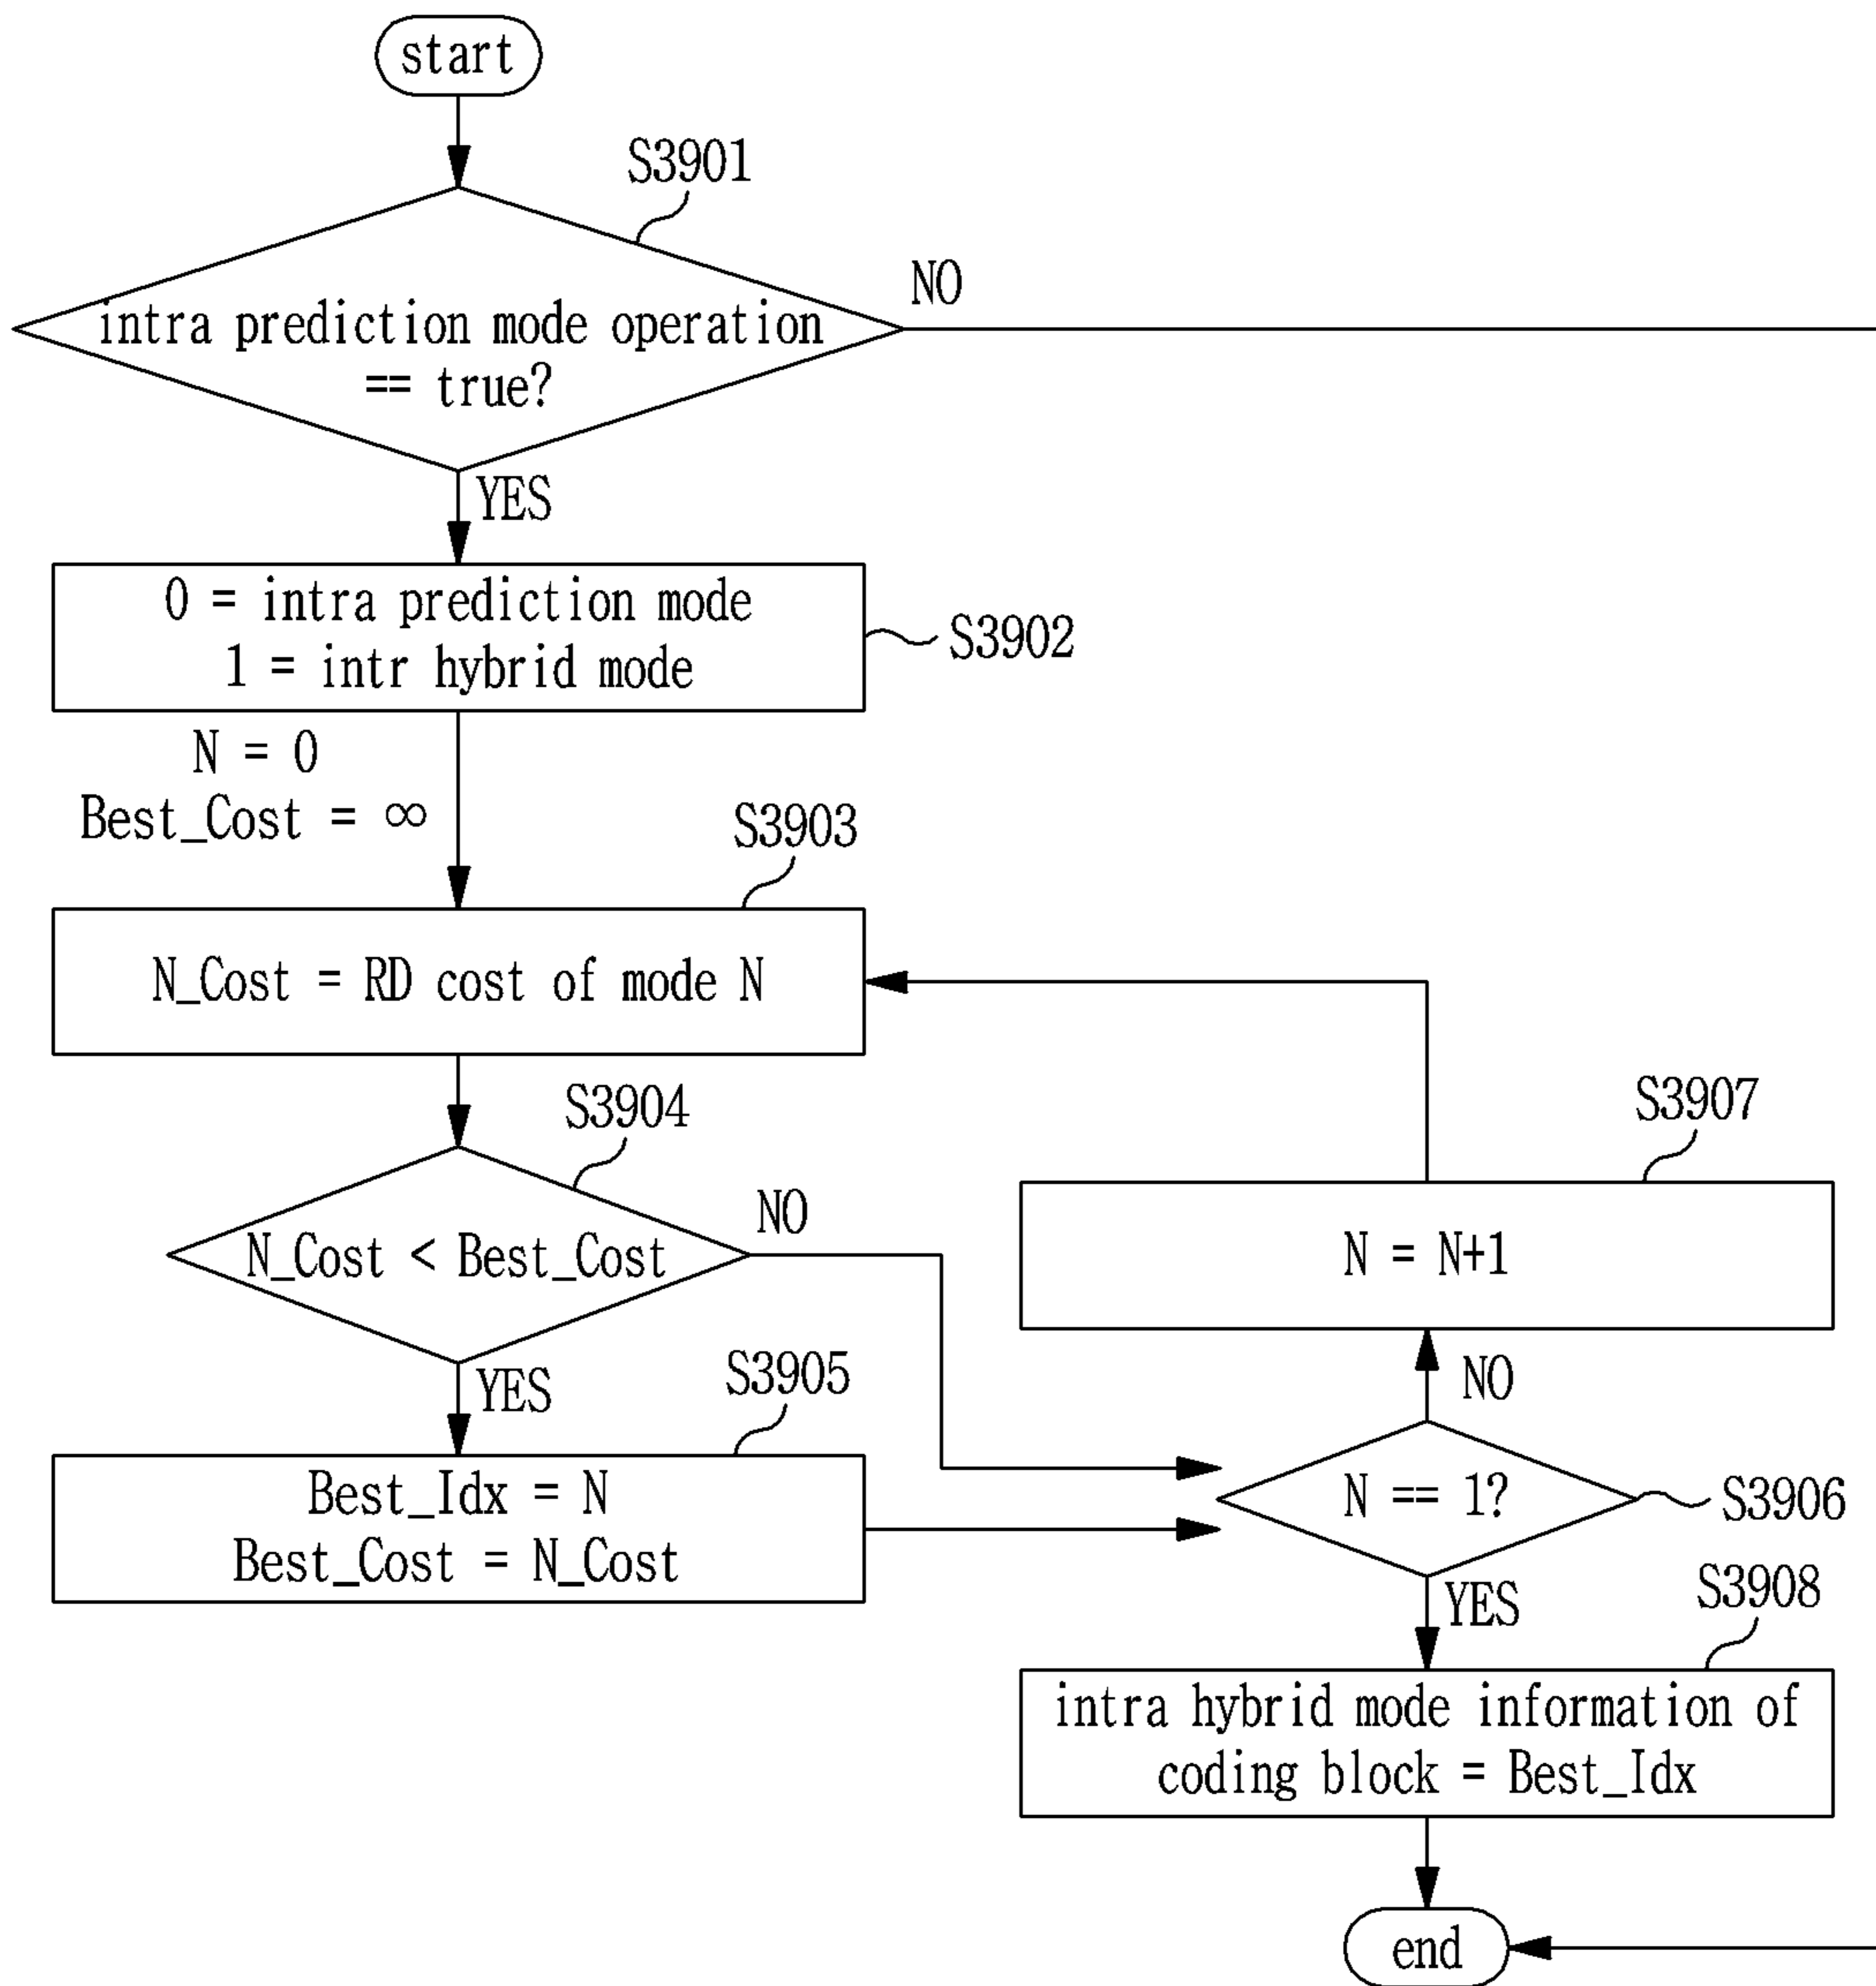 start
S3901
intra prediction mode operation
== true?
NO
YES
0 = intra prediction mode
1 = intr hybrid mode
S3902
N = 0
Best_Cost = ∞
S3903
N_Cost = RD cost of mode N
S3904
N_Cost < Best_Cost
NO
YES
S3905
Best_Idx = N
Best_Cost = N_Cost
S3907
N = N+1
NO
N == 1?
S3906
YES
S3908
intra hybrid mode information of
coding block = Best_Idx
end